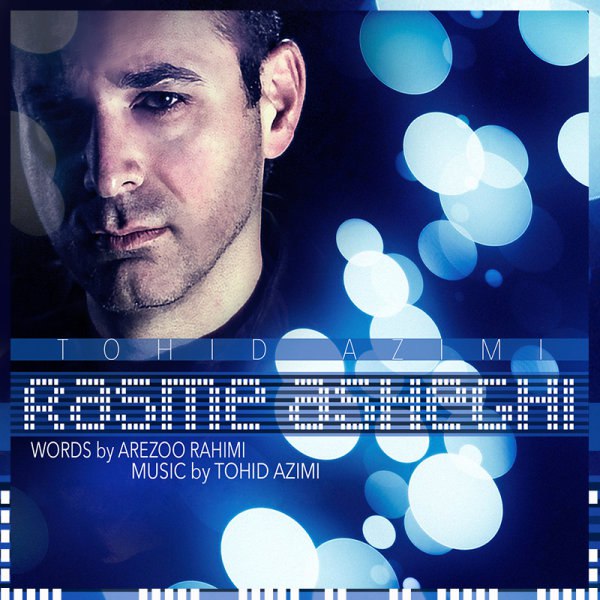 TOHID AZIMI
RASME ASHEGHI
WORDS by AREZOO RAHIMI
MUSIC by TOHID AZIMI